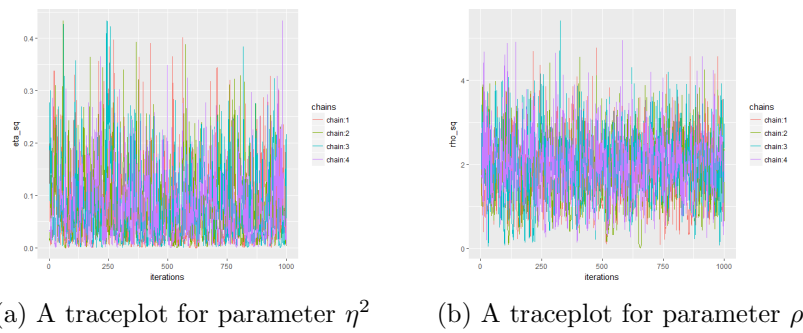 0.4
0.3
0.2
0.1
0.0
eta_sq
0 250 500 750 1000
iterations
chains
chain:1
chain:2
chain:3
chain:4
4
2
0
rho_sq
0 250 500 750 1000
iterations
chains
chain:1
chain:2
chain:3
chain:4
a) A traceplot for parameter η²
(b) A traceplot for parameter ρ